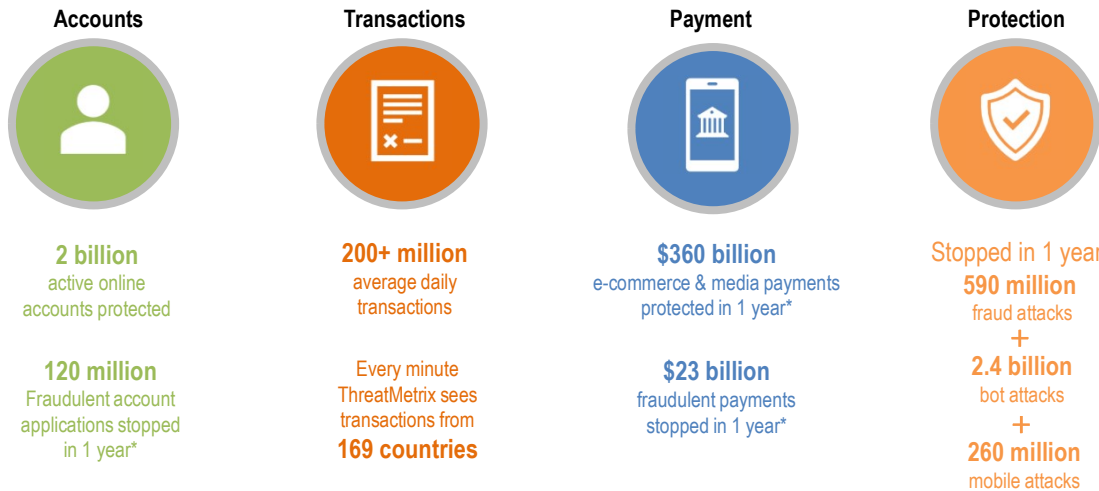 Accounts
2 billion
active online
accounts protected
120 million
Fraudulent account
applications stopped
in 1 year*
Transactions
200+ million
average daily
transactions
Every minute
ThreatMetrix sees
transactions from
169 countries
Payment
$360 billion
e-commerce & media payments
protected in 1 year*
$23 billion
fraudulent payments
stopped in 1 year*
Protection
Stopped in 1 year
590 million
fraud attacks
+
2.4 billion
bot attacks
+
260 million
mobile attacks